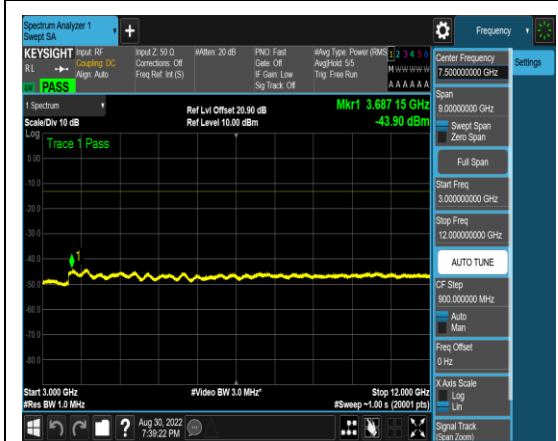 Spectrum Analyzer 1
Swept SA
+
Frequency
KEYSIGHT Input: RF
RL Coupling: DC
Align: Auto
PASS
Input Z: 50 Ω
Corrections: Off
Freq Ref: Int (S)
#Atten: 20 dB
PNO: Fast
Gate: Off
IF Gain: Low
Sig Track: Off
#Avg Type: Power (RMS
Avg|Hold: 5/5
Trig: Free Run
1 2 3 4 5 6
M W W W W W
A A A A A A
1 Spectrum
Scale/Div 10 dB
Ref Lvl Offset 20.90 dB
Ref Level 10.00 dBm
Mkr1 3.687 15 GHz
-43.90 dBm
Log
Trace 1 Pass
0.00
-10.0
-20.0
-30.0
-40.0
-50.0
-60.0
-70.0
-80.0
1
Start 3.000 GHz
#Res BW 1.0 MHz
#Video BW 3.0 MHz*
Stop 12.000 GHz
#Sweep ~1.00 s (20001 pts)
Aug 30, 2022
7:39:22 PM
Center Frequency
7.500000000 GHz
Settings
Span
9.00000000 GHz
Swept Span
Zero Span
Full Span
Start Freq
3.000000000 GHz
Stop Freq
12.000000000 GHz
AUTO TUNE
CF Step
900.000000 MHz
Auto
Man
Freq Offset
0 Hz
X Axis Scale
Log
Lin
Signal Track
(Span Zoom)